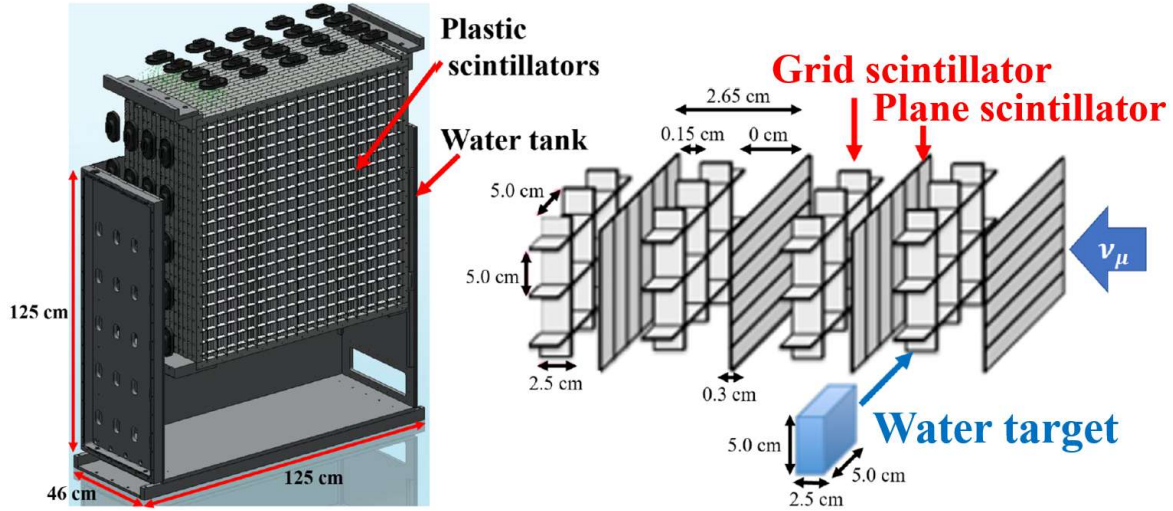 Plastic
scintillators
Water tank
125 cm
46 cm
125 cm
Grid scintillator
Plane scintillator
2.65 cm
0.15 cm
0 cm
5.0 cm
5.0 cm
2.5 cm
0.3 cm
νμ
Water target
5.0 cm
5.0 cm
2.5 cm